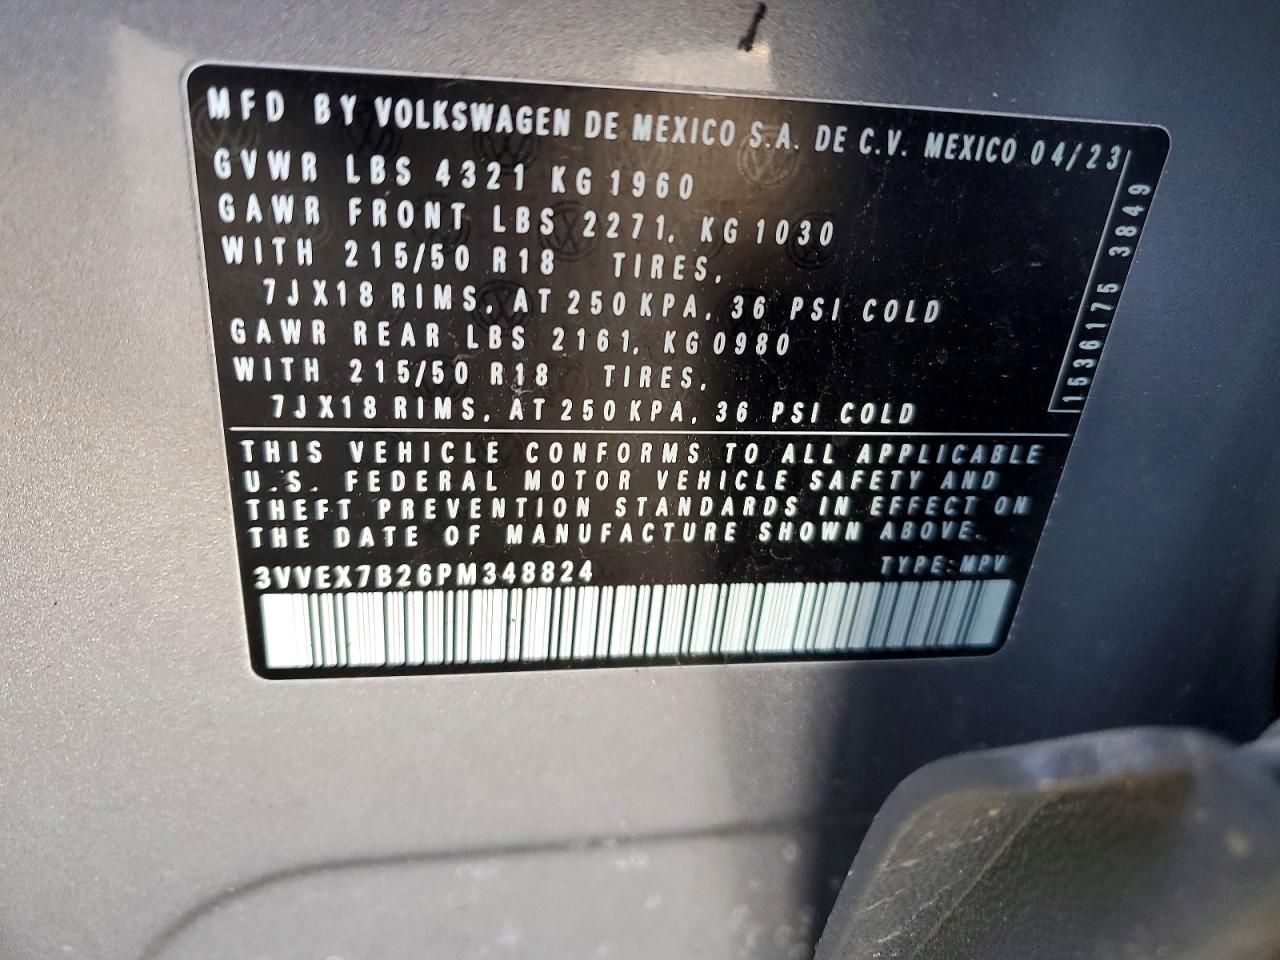 MFD BY VOLKSWAGEN DE MEXICO S.A. DE C.V. MEXICO 04/23
GVWR LBS 4321 KG 1960
GAWR FRONT LBS 2271, KG 1030
WITH 215/50 R18 TIRES,
7JX18 RIMS, AT 250 KPA, 36 PSI COLD
GAWR REAR LBS 2161, KG 0980
WITH 215/50 R18 TIRES,
7JX18 RIMS, AT 250 KPA, 36 PSI COLD
1536175 3849
THIS VEHICLE CONFORMS TO ALL APPLICABLE
U.S. FEDERAL MOTOR VEHICLE SAFETY AND
THEFT PREVENTION STANDARDS IN EFFECT ON
THE DATE OF MANUFACTURE SHOWN ABOVE.
3VVEX7B26PM348824 TYPE:MPV